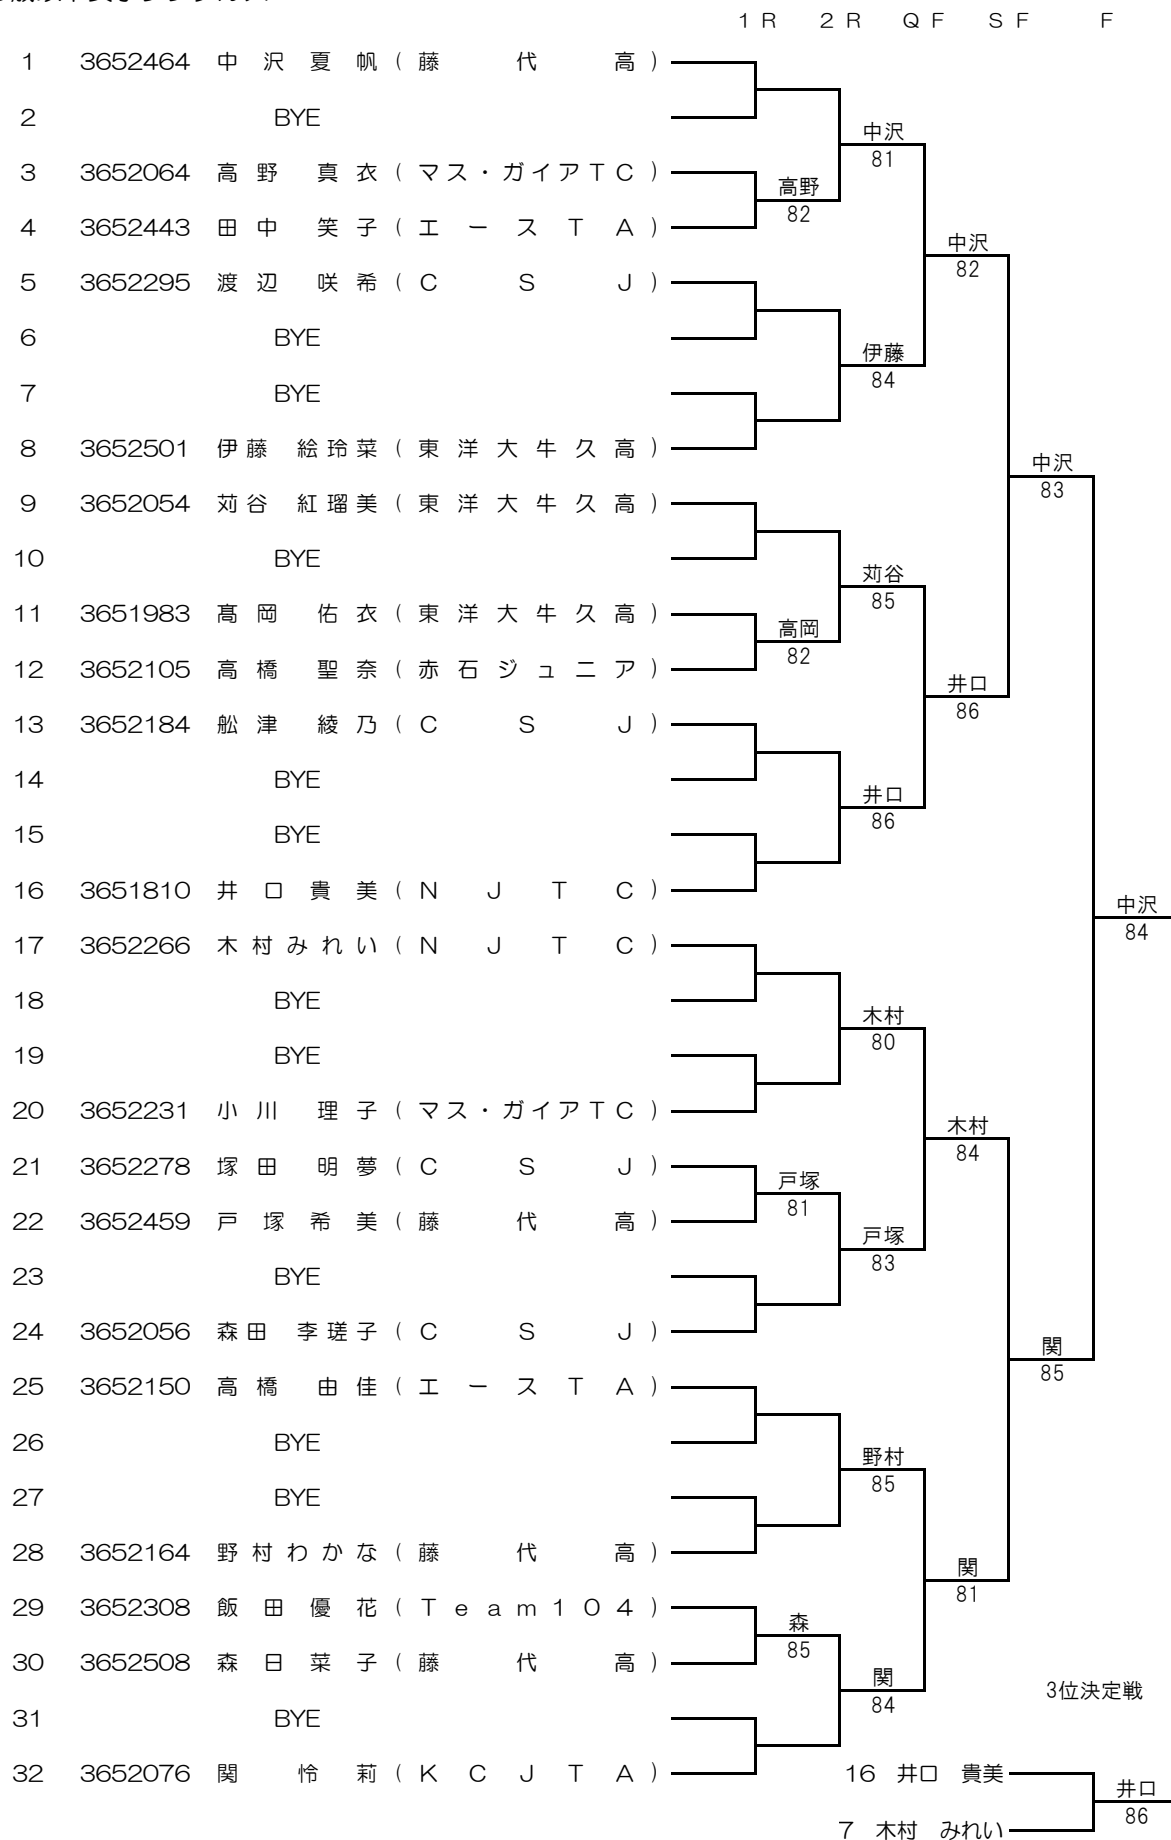 1R 2R QF SF F
1 3652464 中沢夏帆(藤代高)
2 BYE
中沢
81
3 3652064 高野 真衣(マス・ガイアTC)
高野
82
4 3652443 田中 笑子(エースTA)
中沢
82
5 3652295 渡辺 咲希(CSJ)
6 BYE
伊藤
84
7 BYE
8 3652501 伊藤 絵玲菜(東洋大牛久高)
中沢
83
9 3652054 苅谷 紅瑠美(東洋大牛久高)
10 BYE
苅谷
85
11 3651983 髙岡 佑衣(東洋大牛久高)
高岡
82
12 3652105 高橋 聖奈(赤石ジュニア)
井口
86
13 3652184 舩津 綾乃(CSJ)
14 BYE
井口
86
15 BYE
16 3651810 井口貴美(NJTC)
中沢
84
17 3652266 木村みれい(NJTC)
18 BYE
木村
80
19 BYE
20 3652231 小川 理子(マス・ガイアTC)
木村
84
21 3652278 塚田 明夢(CSJ)
戸塚
81
22 3652459 戸塚希美(藤代高)
戸塚
83
23 BYE
24 3652056 森田 李瑳子(CSJ)
関
85
25 3652150 高橋 由佳(エースTA)
26 BYE
野村
85
27 BYE
28 3652164 野村わかな(藤代高)
関
81
29 3652308 飯田優花(Team104)
森
85
30 3652508 森日菜子(藤代高)
関
84
3位決定戦
31 BYE
32 3652076 関 怜莉(KCJTA)
16 井口 貴美
井口
86
7 木村 みれい